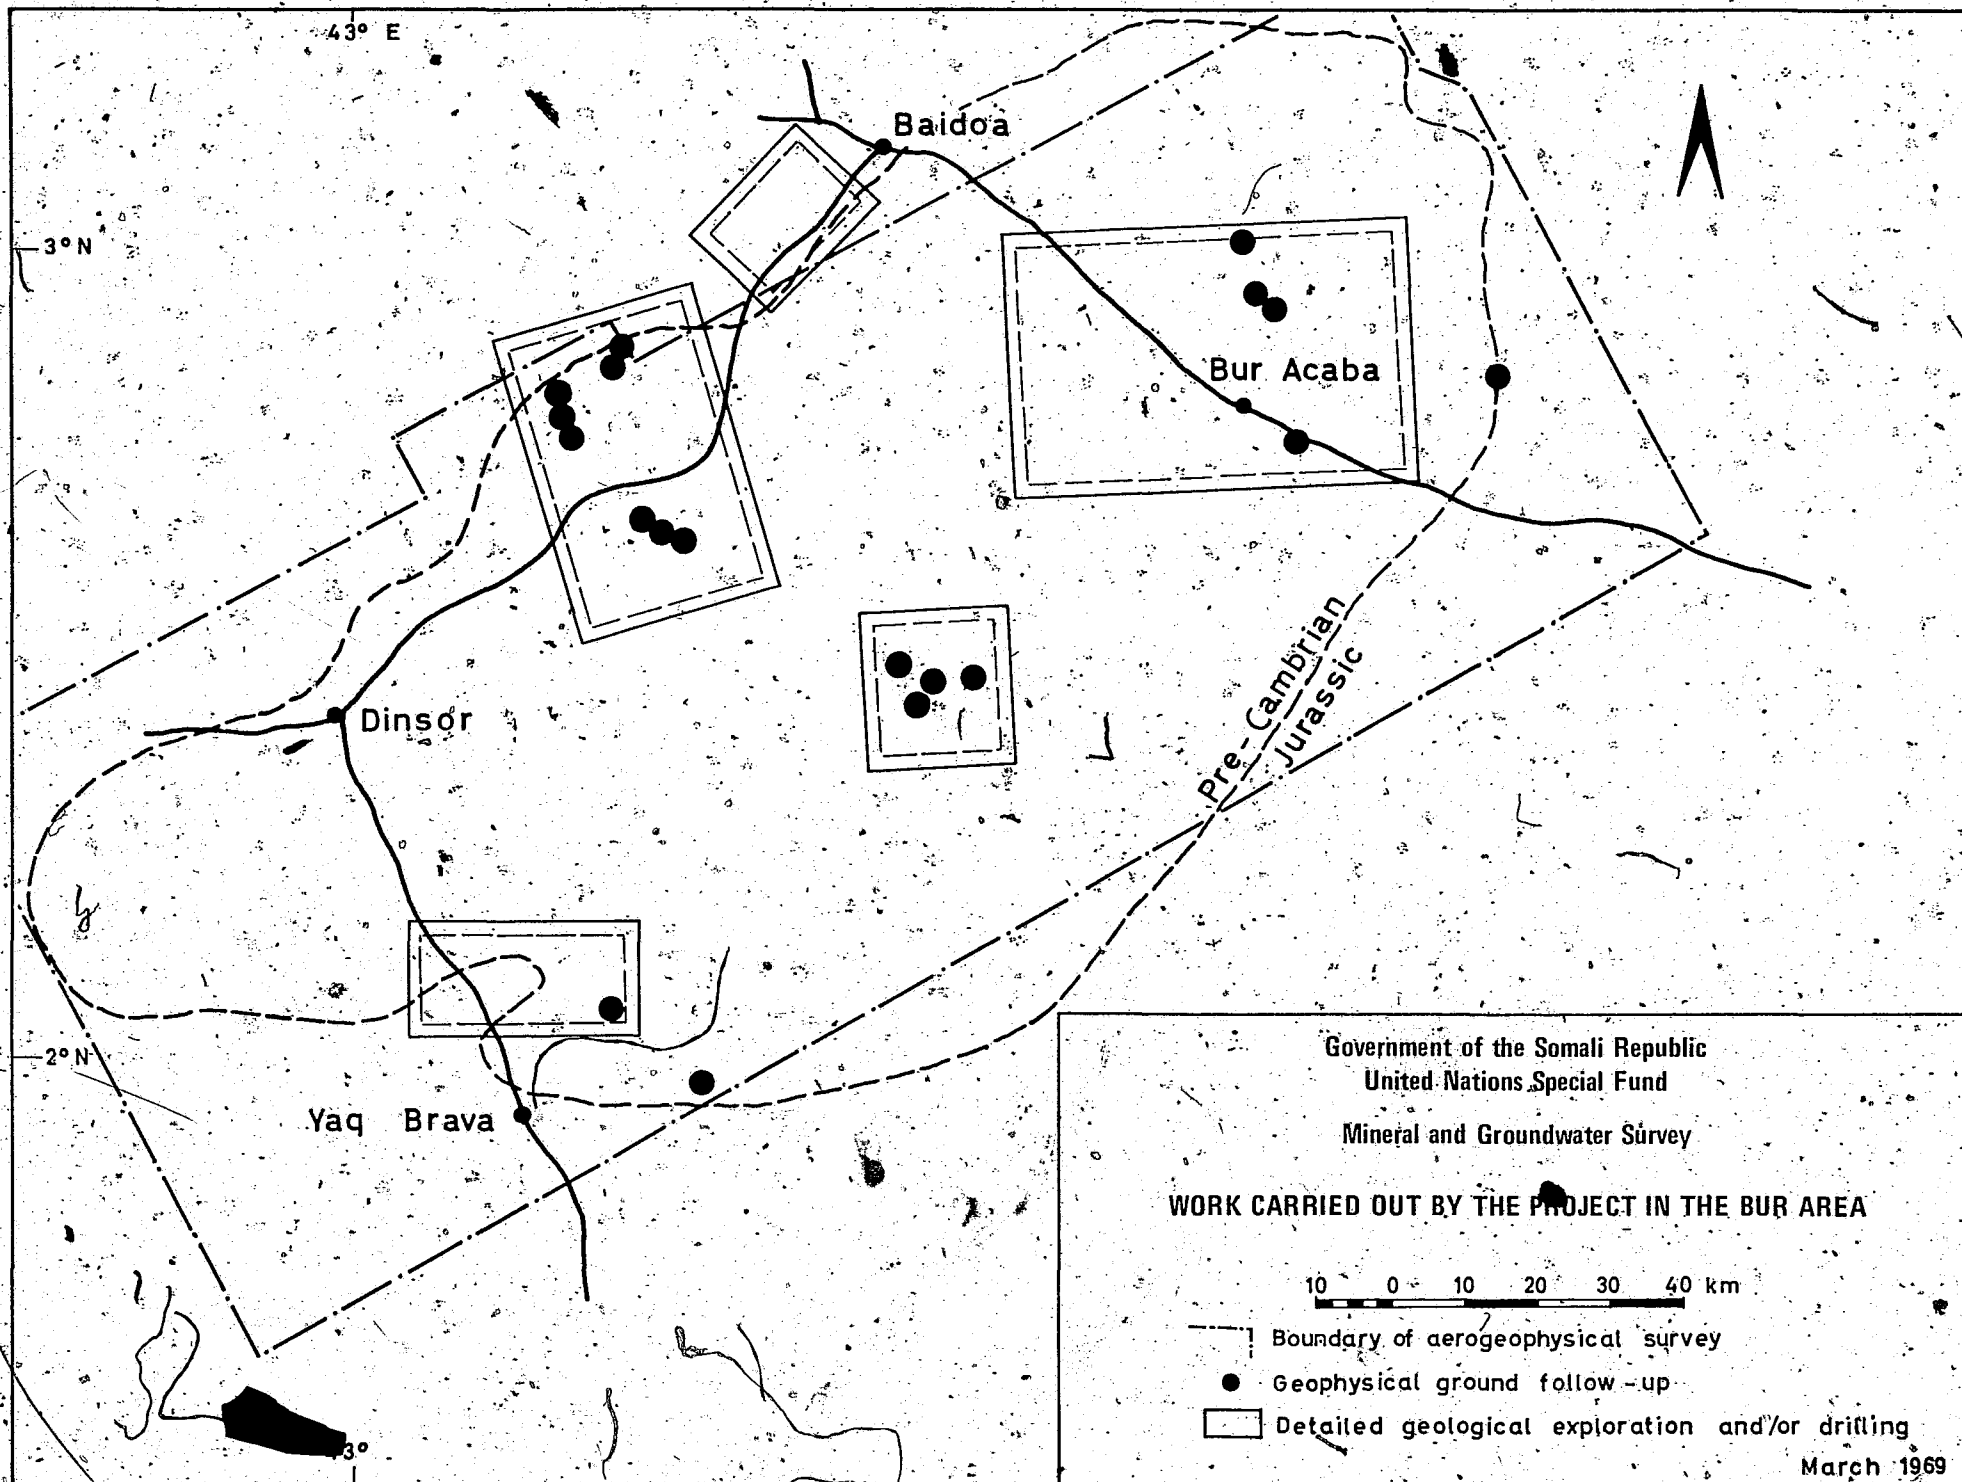 43° E
Baidoa
3° N
Bur Acaba
Dinsor
Pre-Cambrian
Jurassic
2° N
Yaq Brava
Government of the Somali Republic
United Nations Special Fund
Mineral and Groundwater Survey
WORK CARRIED OUT BY THE PROJECT IN THE BUR AREA
10 0 10 20 30 40 km
Boundary of aerogeophysical survey
Geophysical ground follow-up
Detailed geological exploration and/or drilling
3°
March 1969